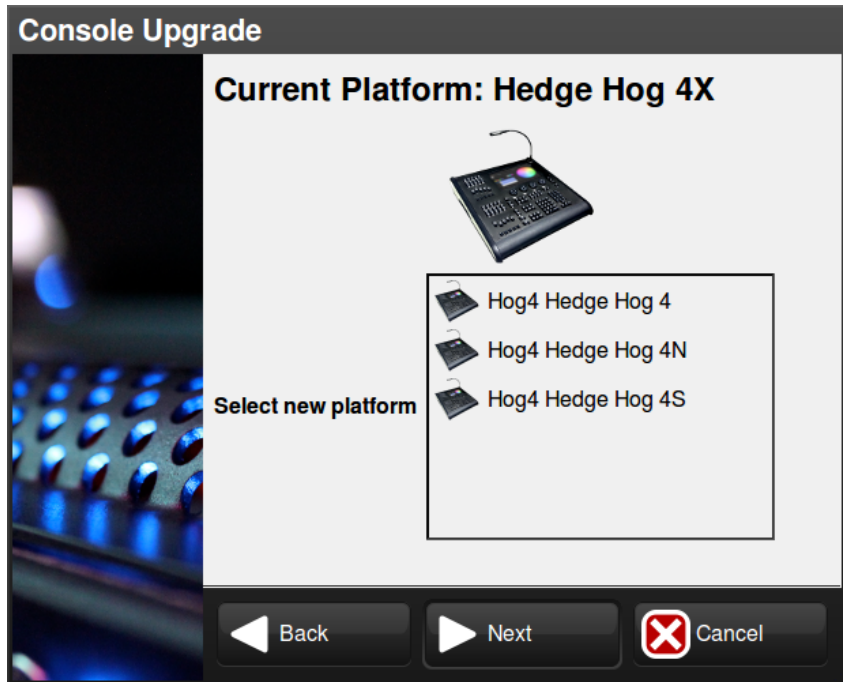 Console Upgrade
Current Platform: Hedge Hog 4X
Hog4 Hedge Hog 4
Hog4 Hedge Hog 4N
Select new platform
Hog4 Hedge Hog 4S
Back
Next
Cancel